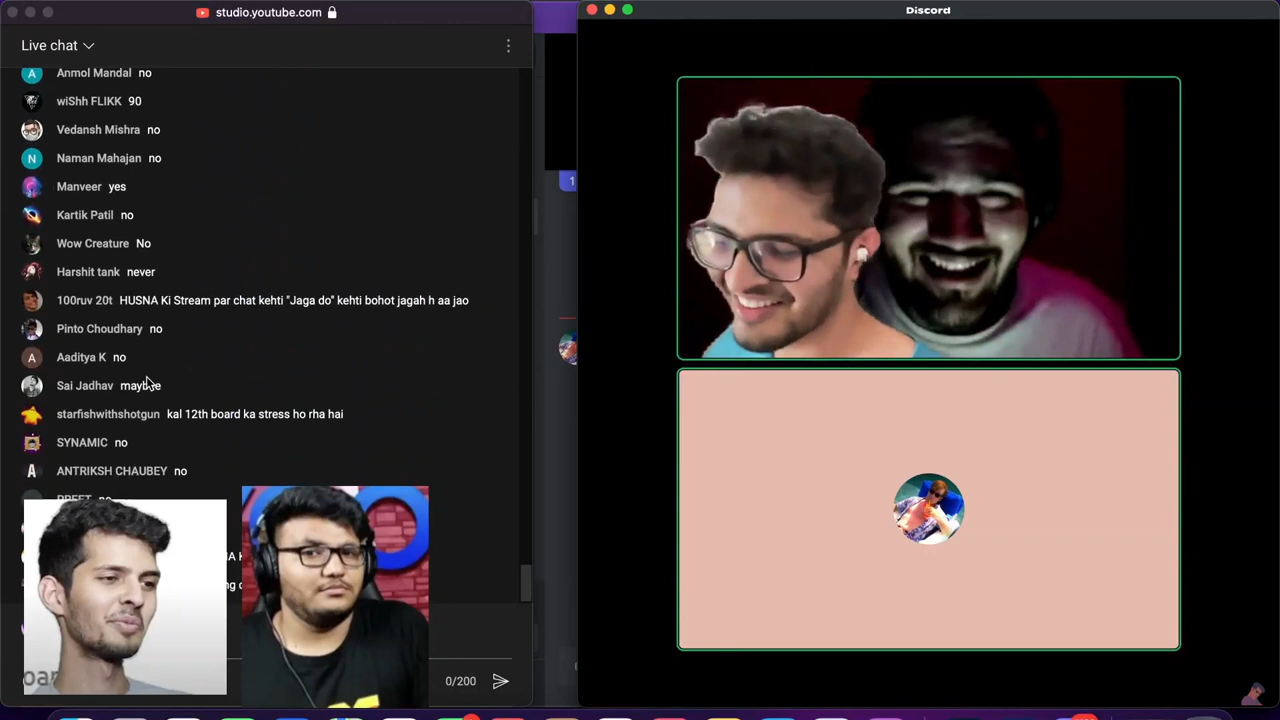 studio.youtube.com
Discord
Live chat
Anmol Mandal no
wiShh FLIKK 90
Vedansh Mishra no
N Naman Mahajan no
Manveer yes
Kartik Patil no
Wow Creature No
Harshit tank never
100ruv 20t HUSNA Ki Stream par chat kehti "Jaga do" kehti bohot jagah h aa jao
Pinto Choudhary no
A Aaditya K no
Sai Jadhav maybe
starfishwithshotgun kal 12th board ka stress ho rha hai
SYNAMIC no
A ANTRIKSH CHAUBEY no
PREET no
0/200